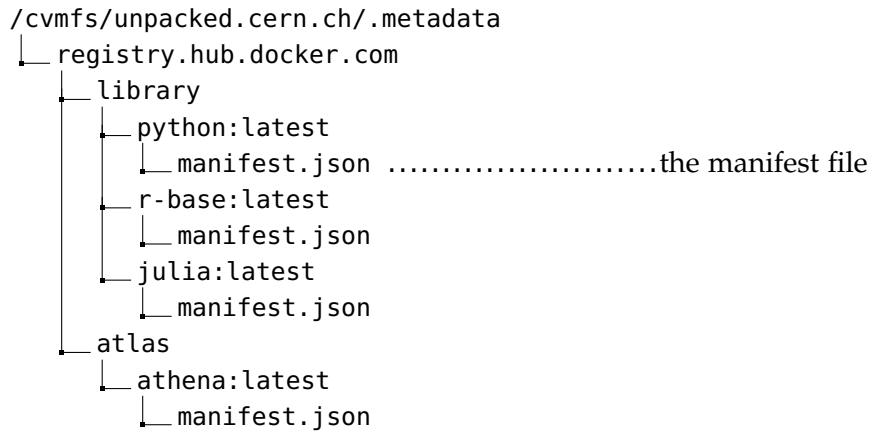 /cvmfs/unpacked.cern.ch/.metadata
registry.hub.docker.com
library
python:latest
manifest.json .........................the manifest file
r-base:latest
manifest.json
julia:latest
manifest.json
atlas
athena:latest
manifest.json